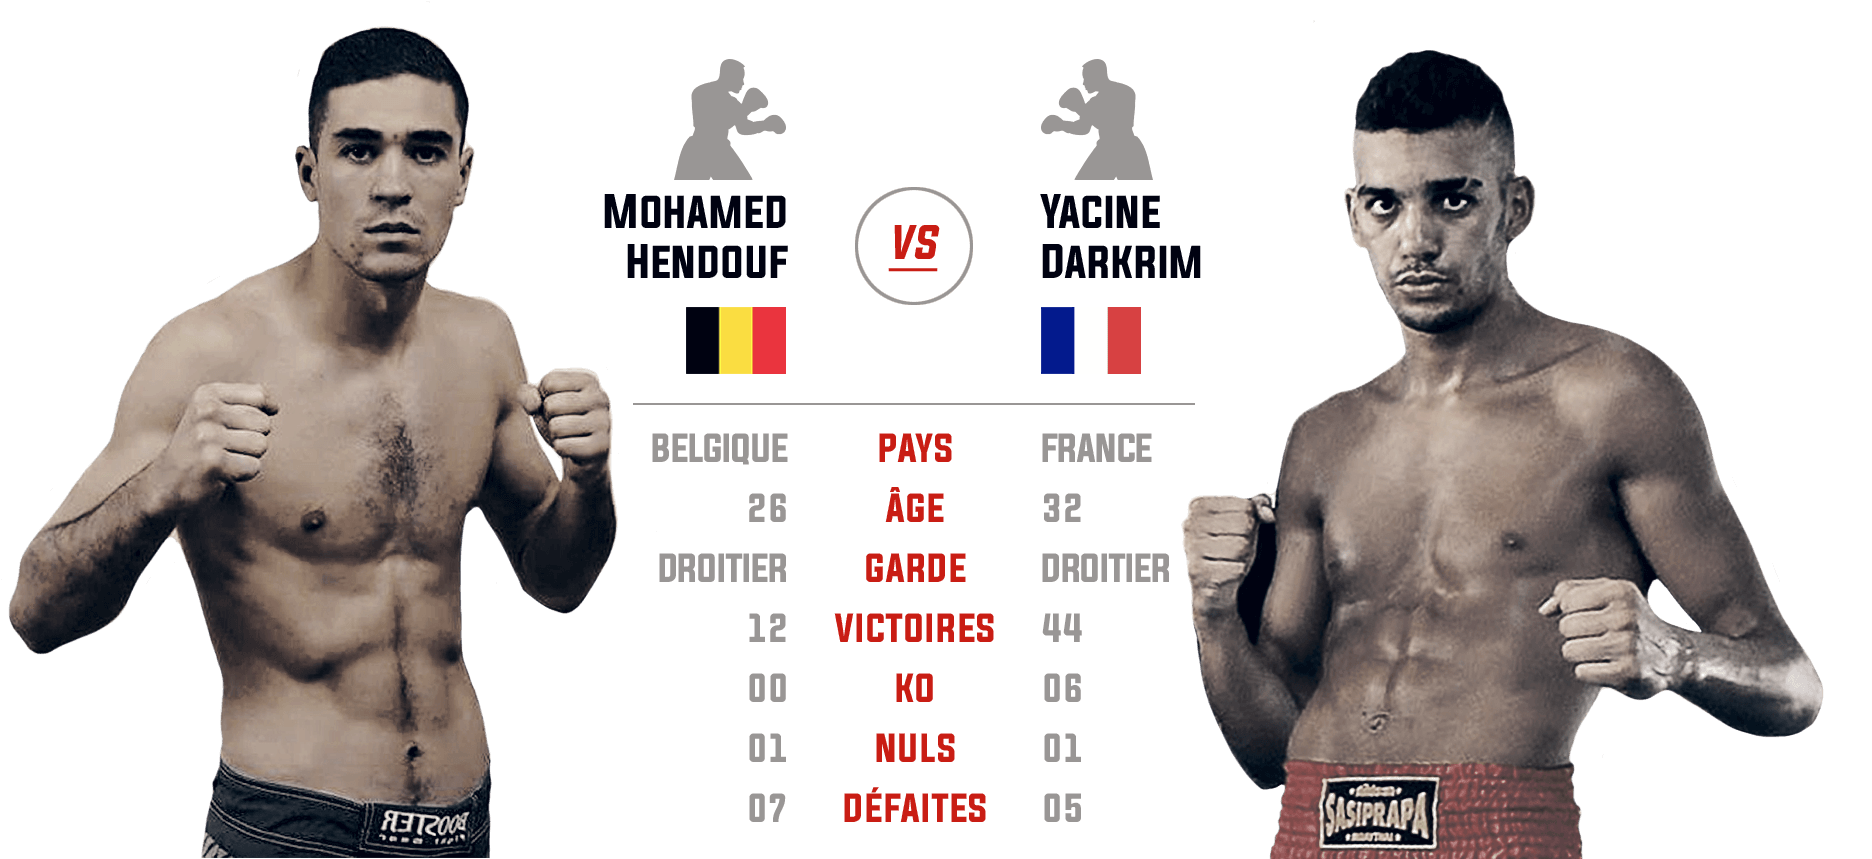 MOHAMED
HENDOUF
VS
YACINE
DARKRIM
BELGIQUE PAYS FRANCE
26 ÂGE 32
DROITIER GARDE DROITIER
12 VICTOIRES 44
00 KO 06
01 NULS 01
07 DÉFAITES 05
BOOSTER
SASIPRAPA
MUAYTHAI